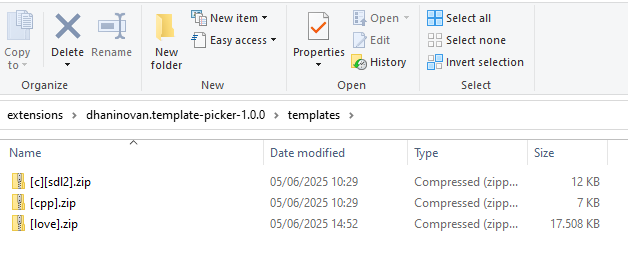 Copy to
Delete
Rename
New folder
New item
Easy access
Properties
Open
Edit
History
Select all
Select none
Invert selection
Organize
New
Open
Select
extensions > dhaninovan.template-picker-1.0.0 > templates >
Name Date modified Type Size
[c][sdl2].zip 05/06/2025 10:29 Compressed (zipp... 12 KB
[cpp].zip 05/06/2025 10:29 Compressed (zipp... 7 KB
[love].zip 05/06/2025 14:52 Compressed (zipp... 17.508 KB